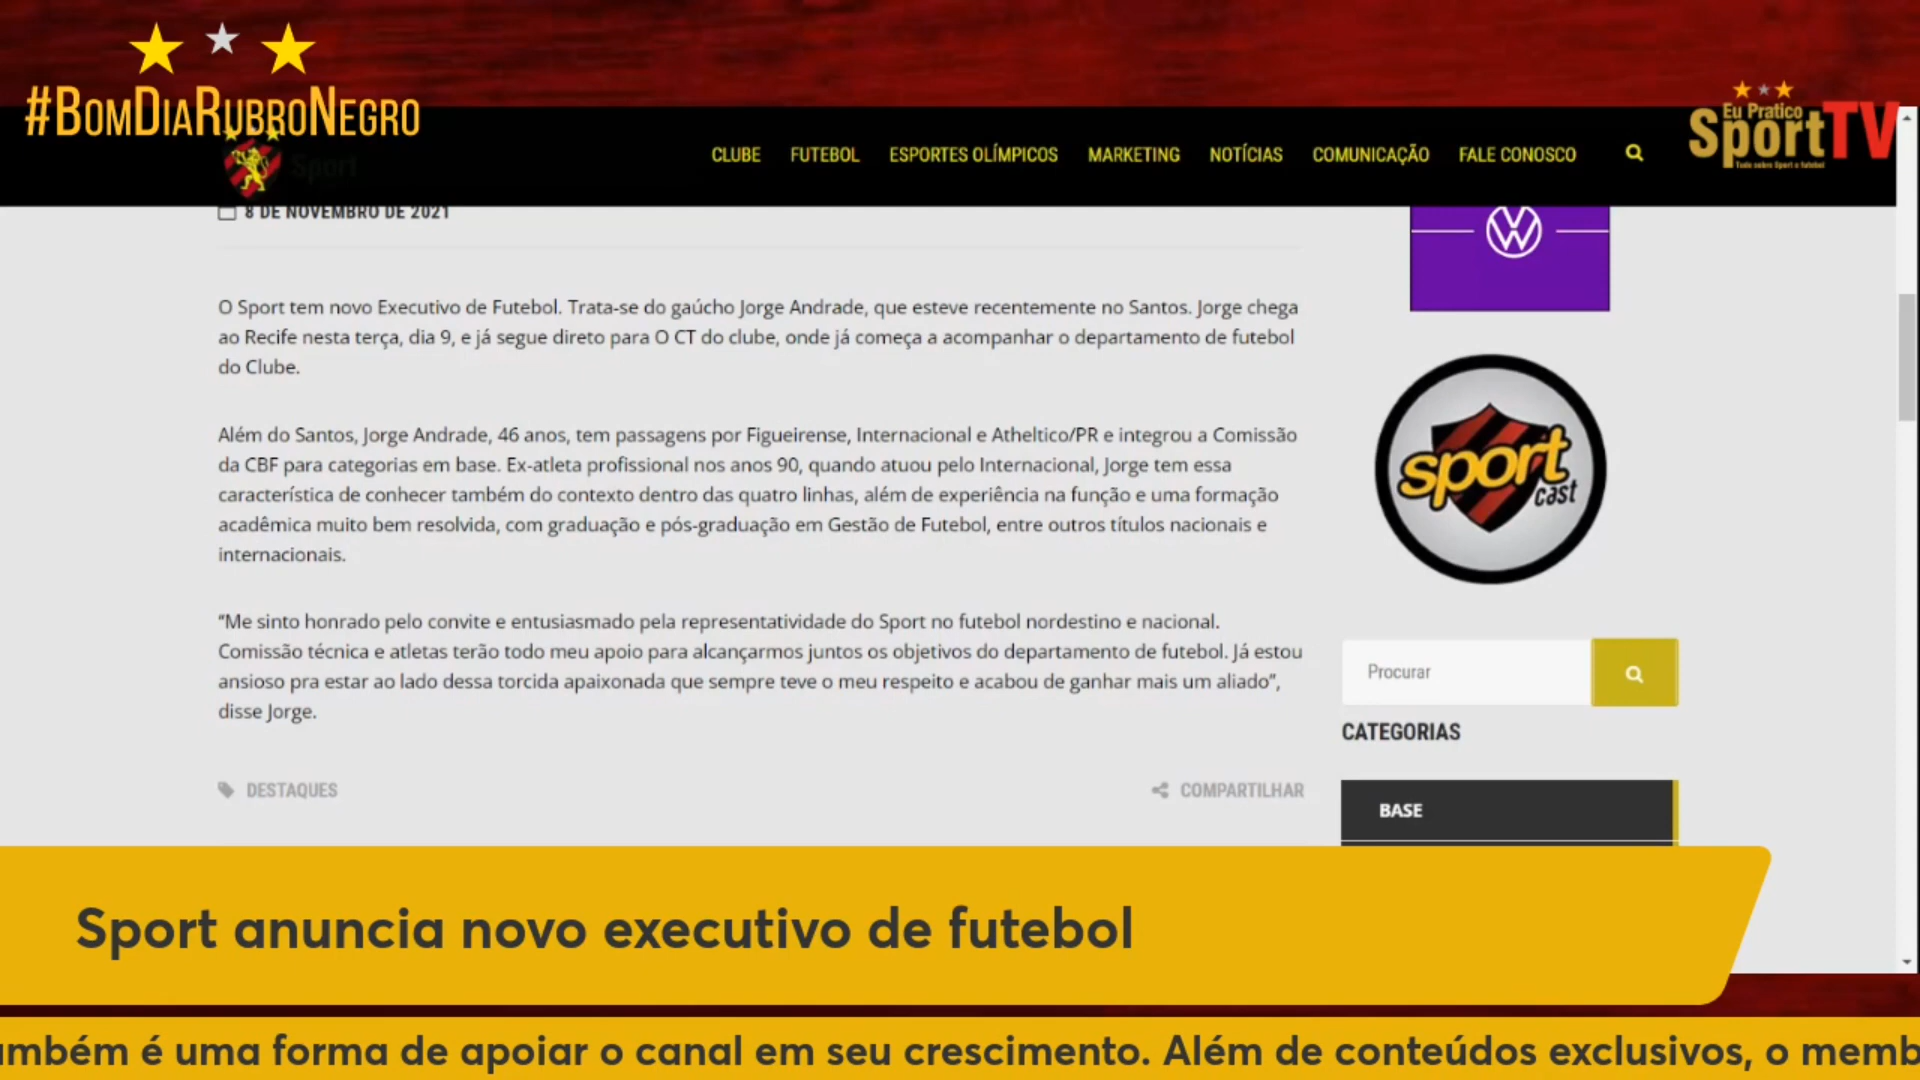 #BOMDIARUBRONEGRO
Sport
CLUBE FUTEBOL ESPORTES OLÍMPICOS MARKETING NOTÍCIAS COMUNICAÇÃO FALE CONOSCO
Eu Pratico
SportTV
Tudo sobre Sport e futebol
8 DE NOVEMBRO DE 2021
O Sport tem novo Executivo de Futebol. Trata-se do gaúcho Jorge Andrade, que esteve recentemente no Santos. Jorge chega
ao Recife nesta terça, dia 9, e já segue direto para O CT do clube, onde já começa a acompanhar o departamento de futebol
do Clube.
Além do Santos, Jorge Andrade, 46 anos, tem passagens por Figueirense, Internacional e Atheltico/PR e integrou a Comissão
da CBF para categorias em base. Ex-atleta profissional nos anos 90, quando atuou pelo Internacional, Jorge tem essa
característica de conhecer também do contexto dentro das quatro linhas, além de experiência na função e uma formação
acadêmica muito bem resolvida, com graduação e pós-graduação em Gestão de Futebol, entre outros títulos nacionais e
internacionais.
“Me sinto honrado pelo convite e entusiasmado pela representatividade do Sport no futebol nordestino e nacional.
Comissão técnica e atletas terão todo meu apoio para alcançarmos juntos os objetivos do departamento de futebol. Já estou
ansioso pra estar ao lado dessa torcida apaixonada que sempre teve o meu respeito e acabou de ganhar mais um aliado”,
disse Jorge.
DESTAQUES
COMPARTILHAR
sport
cast
Procurar
CATEGORIAS
BASE
Sport anuncia novo executivo de futebol
ambém é uma forma de apoiar o canal em seu crescimento. Além de conteúdos exclusivos, o memb